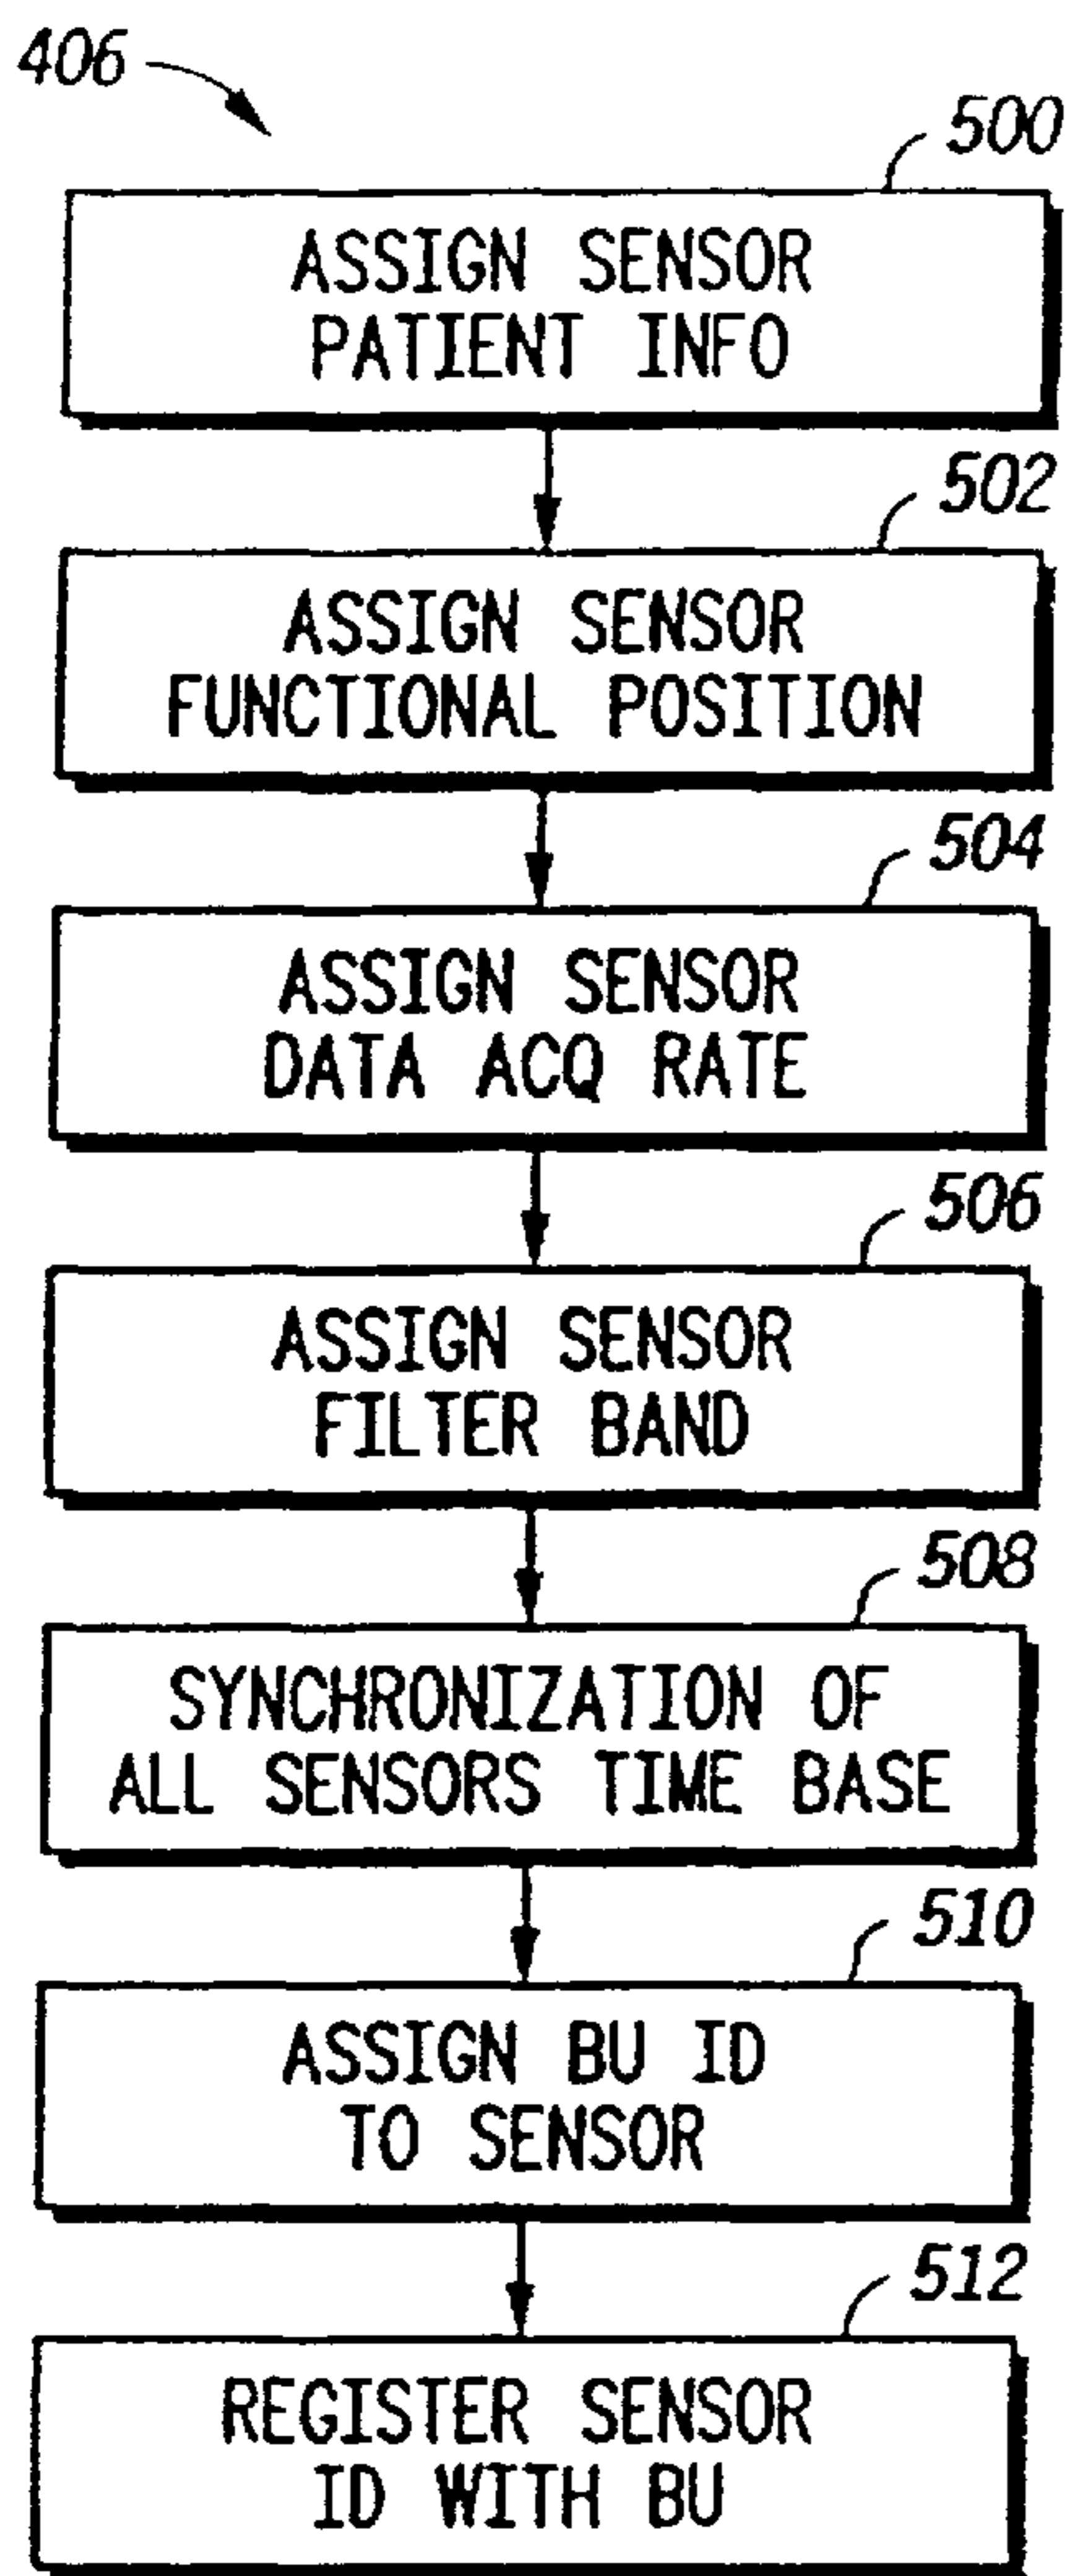 406
500
ASSIGN SENSOR
PATIENT INFO
502
ASSIGN SENSOR
FUNCTIONAL POSITION
504
ASSIGN SENSOR
DATA ACQ RATE
506
ASSIGN SENSOR
FILTER BAND
508
SYNCHRONIZATION OF
ALL SENSORS TIME BASE
510
ASSIGN BU ID
TO SENSOR
512
REGISTER SENSOR
ID WITH BU